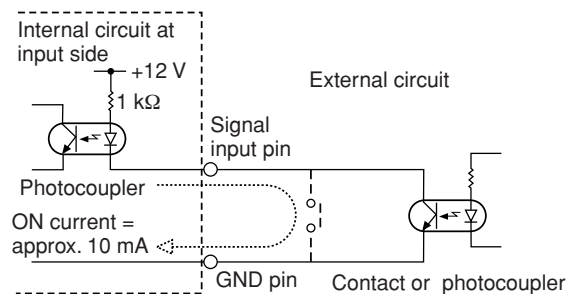 Internal circuit at
input side
+12 V
1 kΩ
External circuit
Signal
input pin
Photocoupler
ON current =
approx. 10 mA
GND pin
Contact or photocoupler